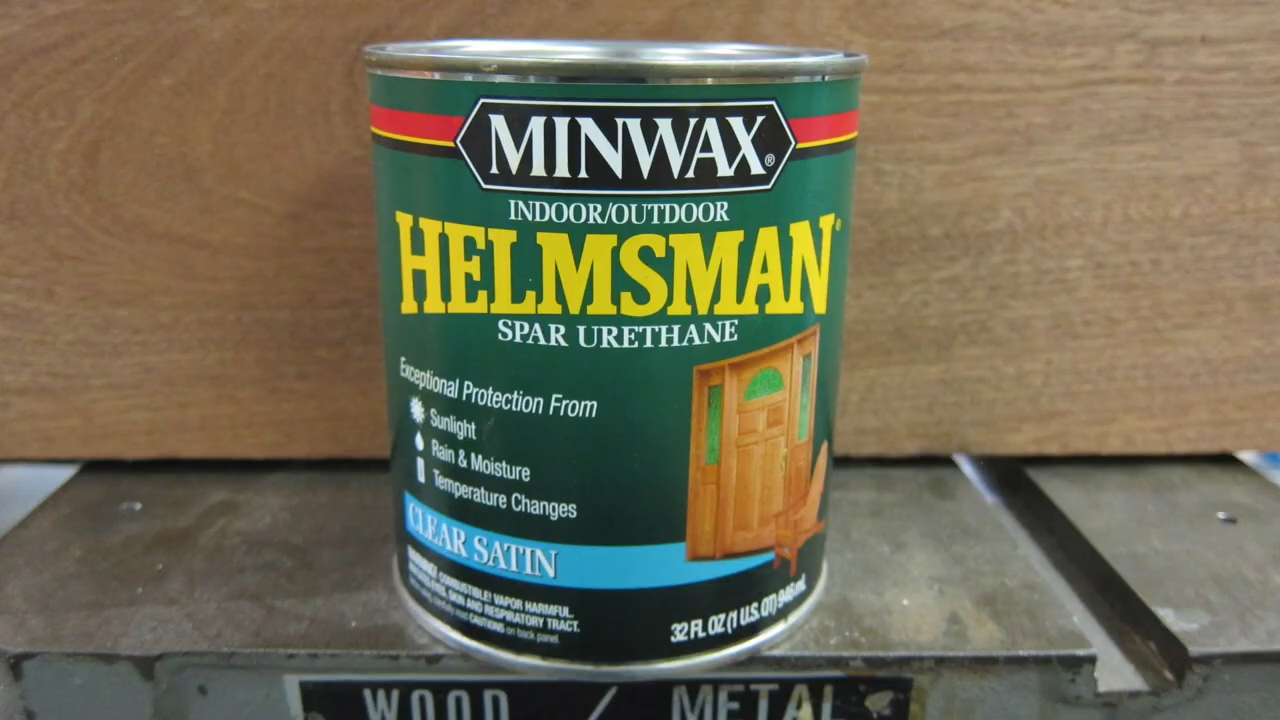 MINWAX®
INDOOR/OUTDOOR
HELMSMAN®
SPAR URETHANE
Exceptional Protection From
Sunlight
Rain & Moisture
Temperature Changes
CLEAR SATIN
COMBUSTIBLE! VAPOR HARMFUL.
EYES, SKIN AND RESPIRATORY TRACT.
CAUTIONS on back panel.
32 FL OZ (1 U.S. QT) 946 mL
WOOD / METAL